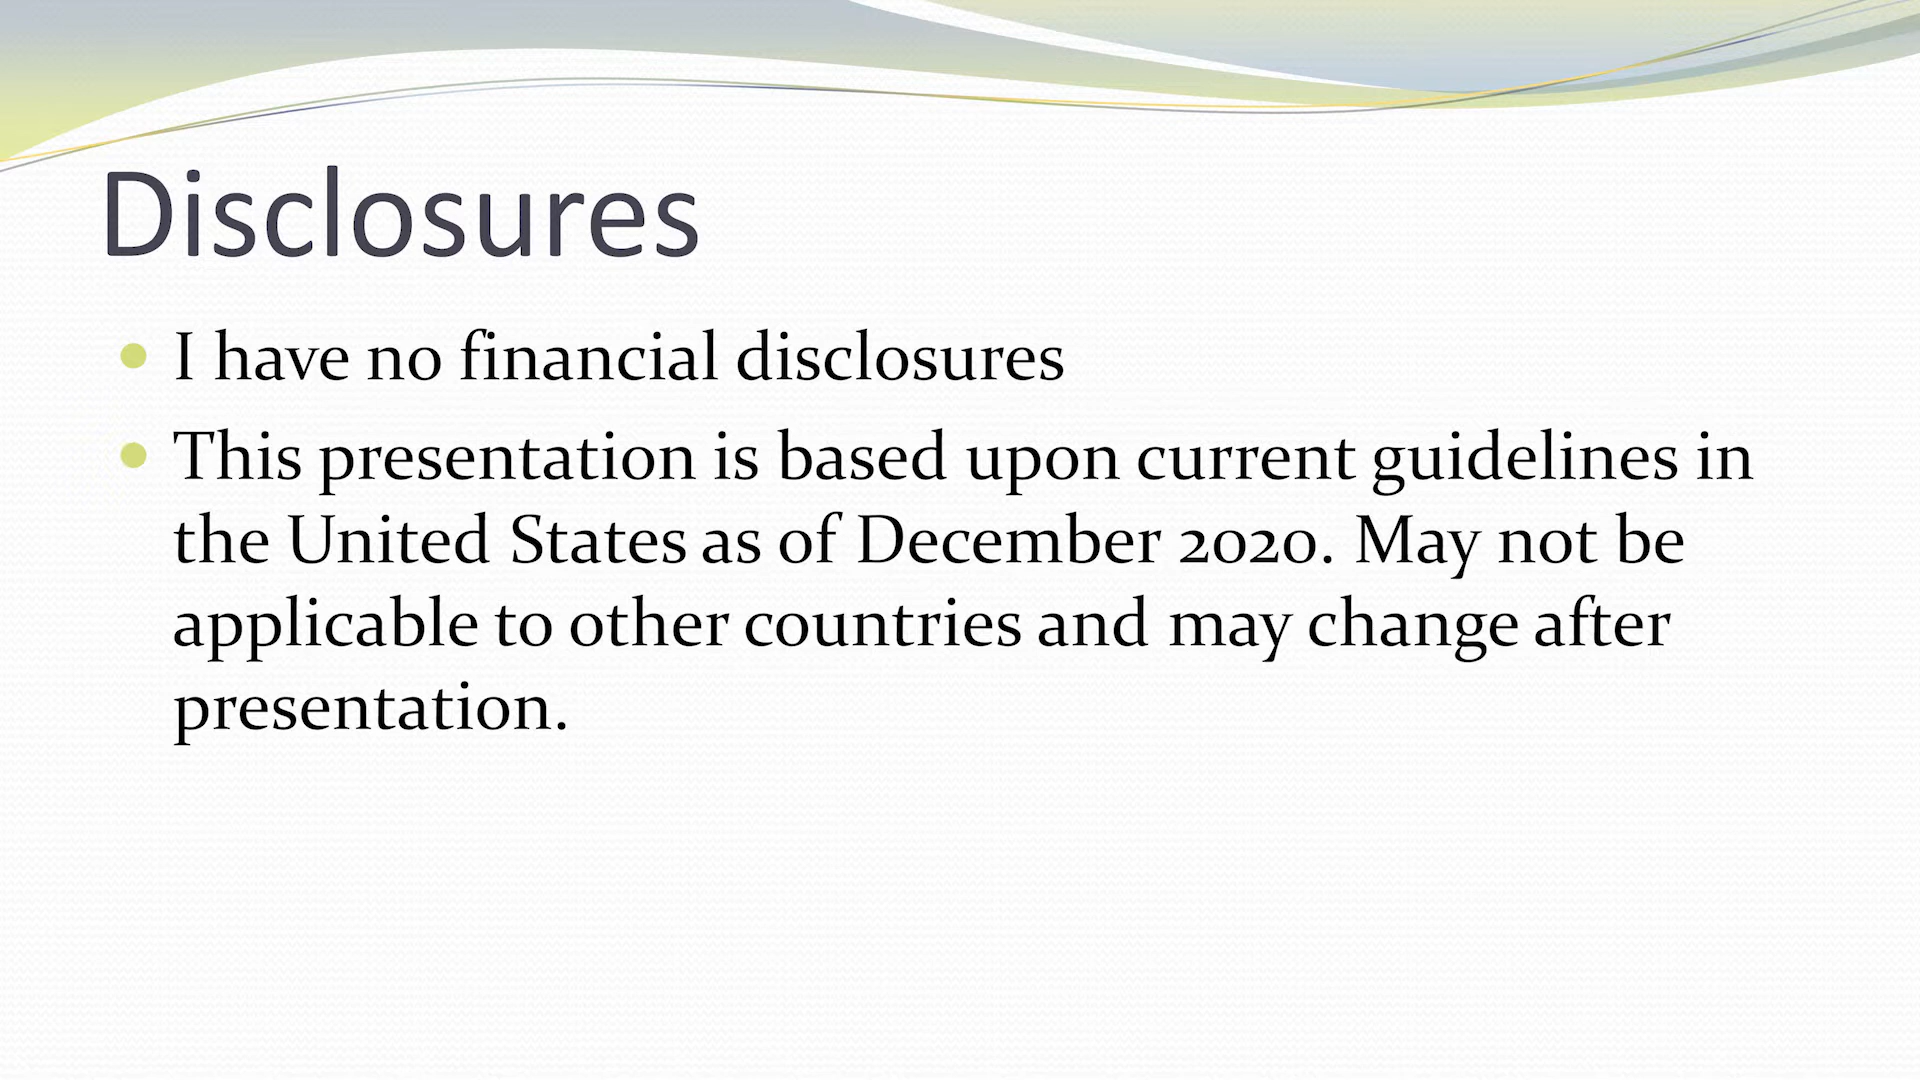 Disclosures
I have no financial disclosures
This presentation is based upon current guidelines in
the United States as of December 2020. May not be
applicable to other countries and may change after
presentation.